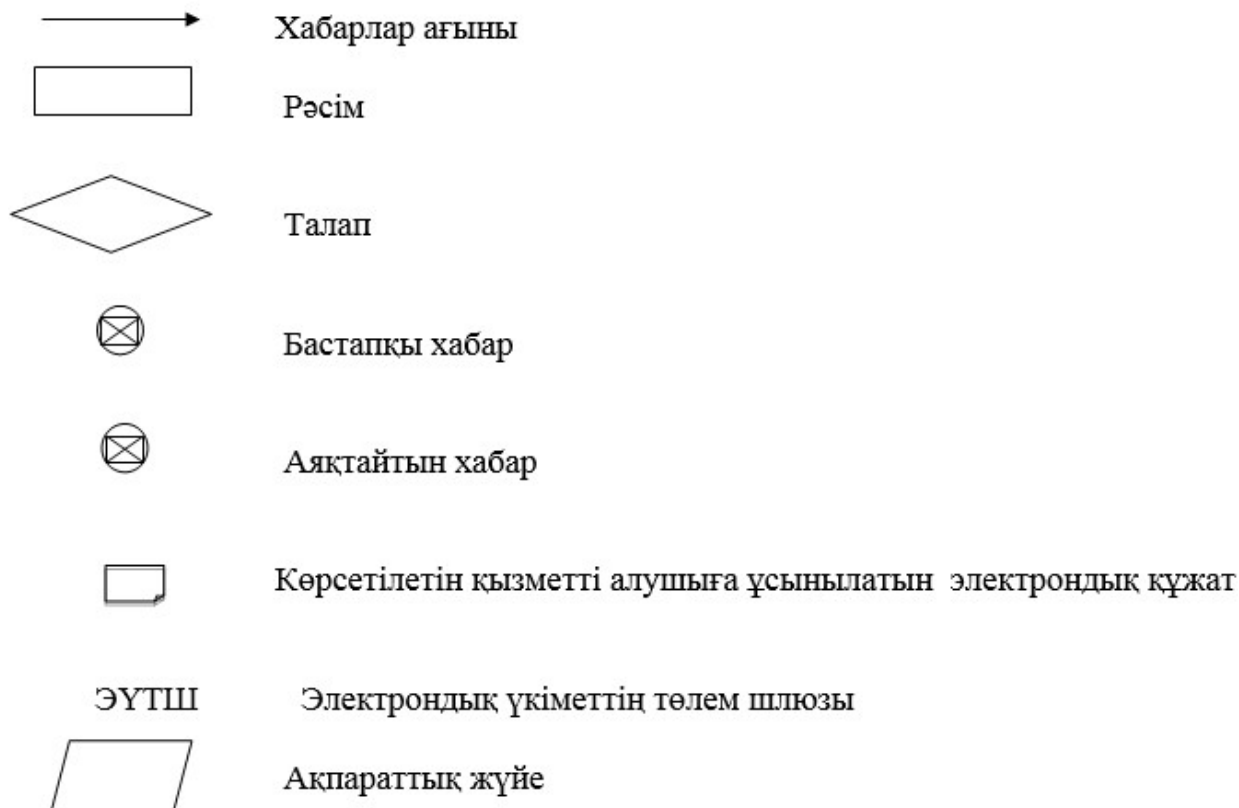 Хабарлар ағыны
Рәсім
Талап
Бастапқы хабар
Аяқтайтын хабар
Көрсетілетін қызметті алушыға ұсынылатын электрондық құжат
ЭҮТШ Электрондық үкіметтің төлем шлюзы
Ақпараттық жүйе